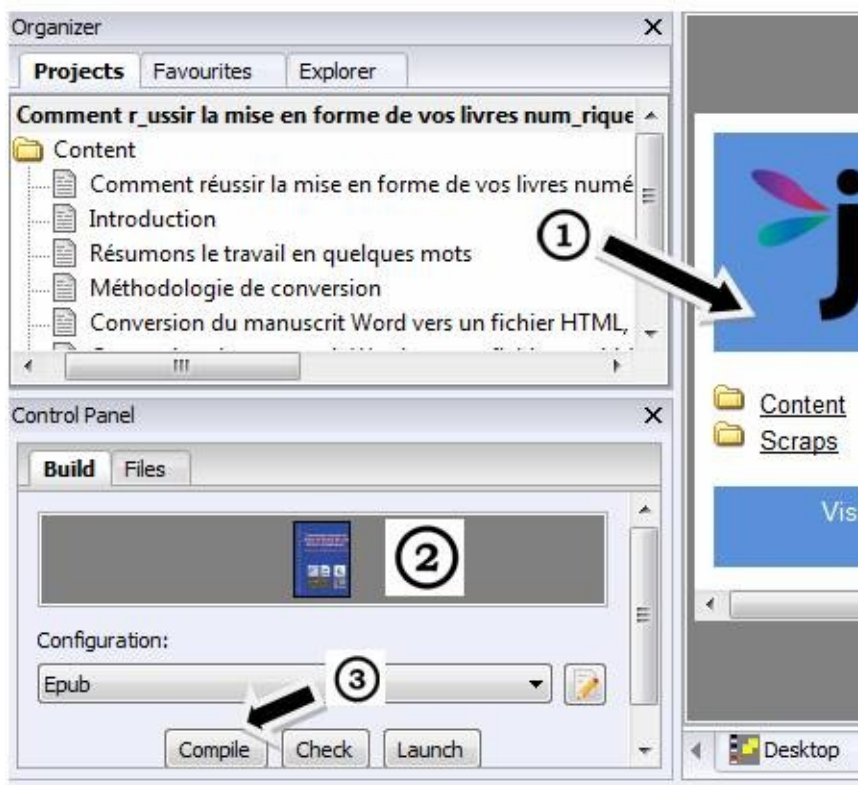 Organizer
Projects Favourites Explorer
Comment r_ussir la mise en forme de vos livres num_rique
Content
Comment réussir la mise en forme de vos livres numé
Introduction
Résumons le travail en quelques mots
Méthodologie de conversion
Conversion du manuscrit Word vers un fichier HTML,
1
j
Content
Scraps
Vis
Control Panel
Build Files
2
Configuration:
Epub
3
Compile Check Launch
Desktop